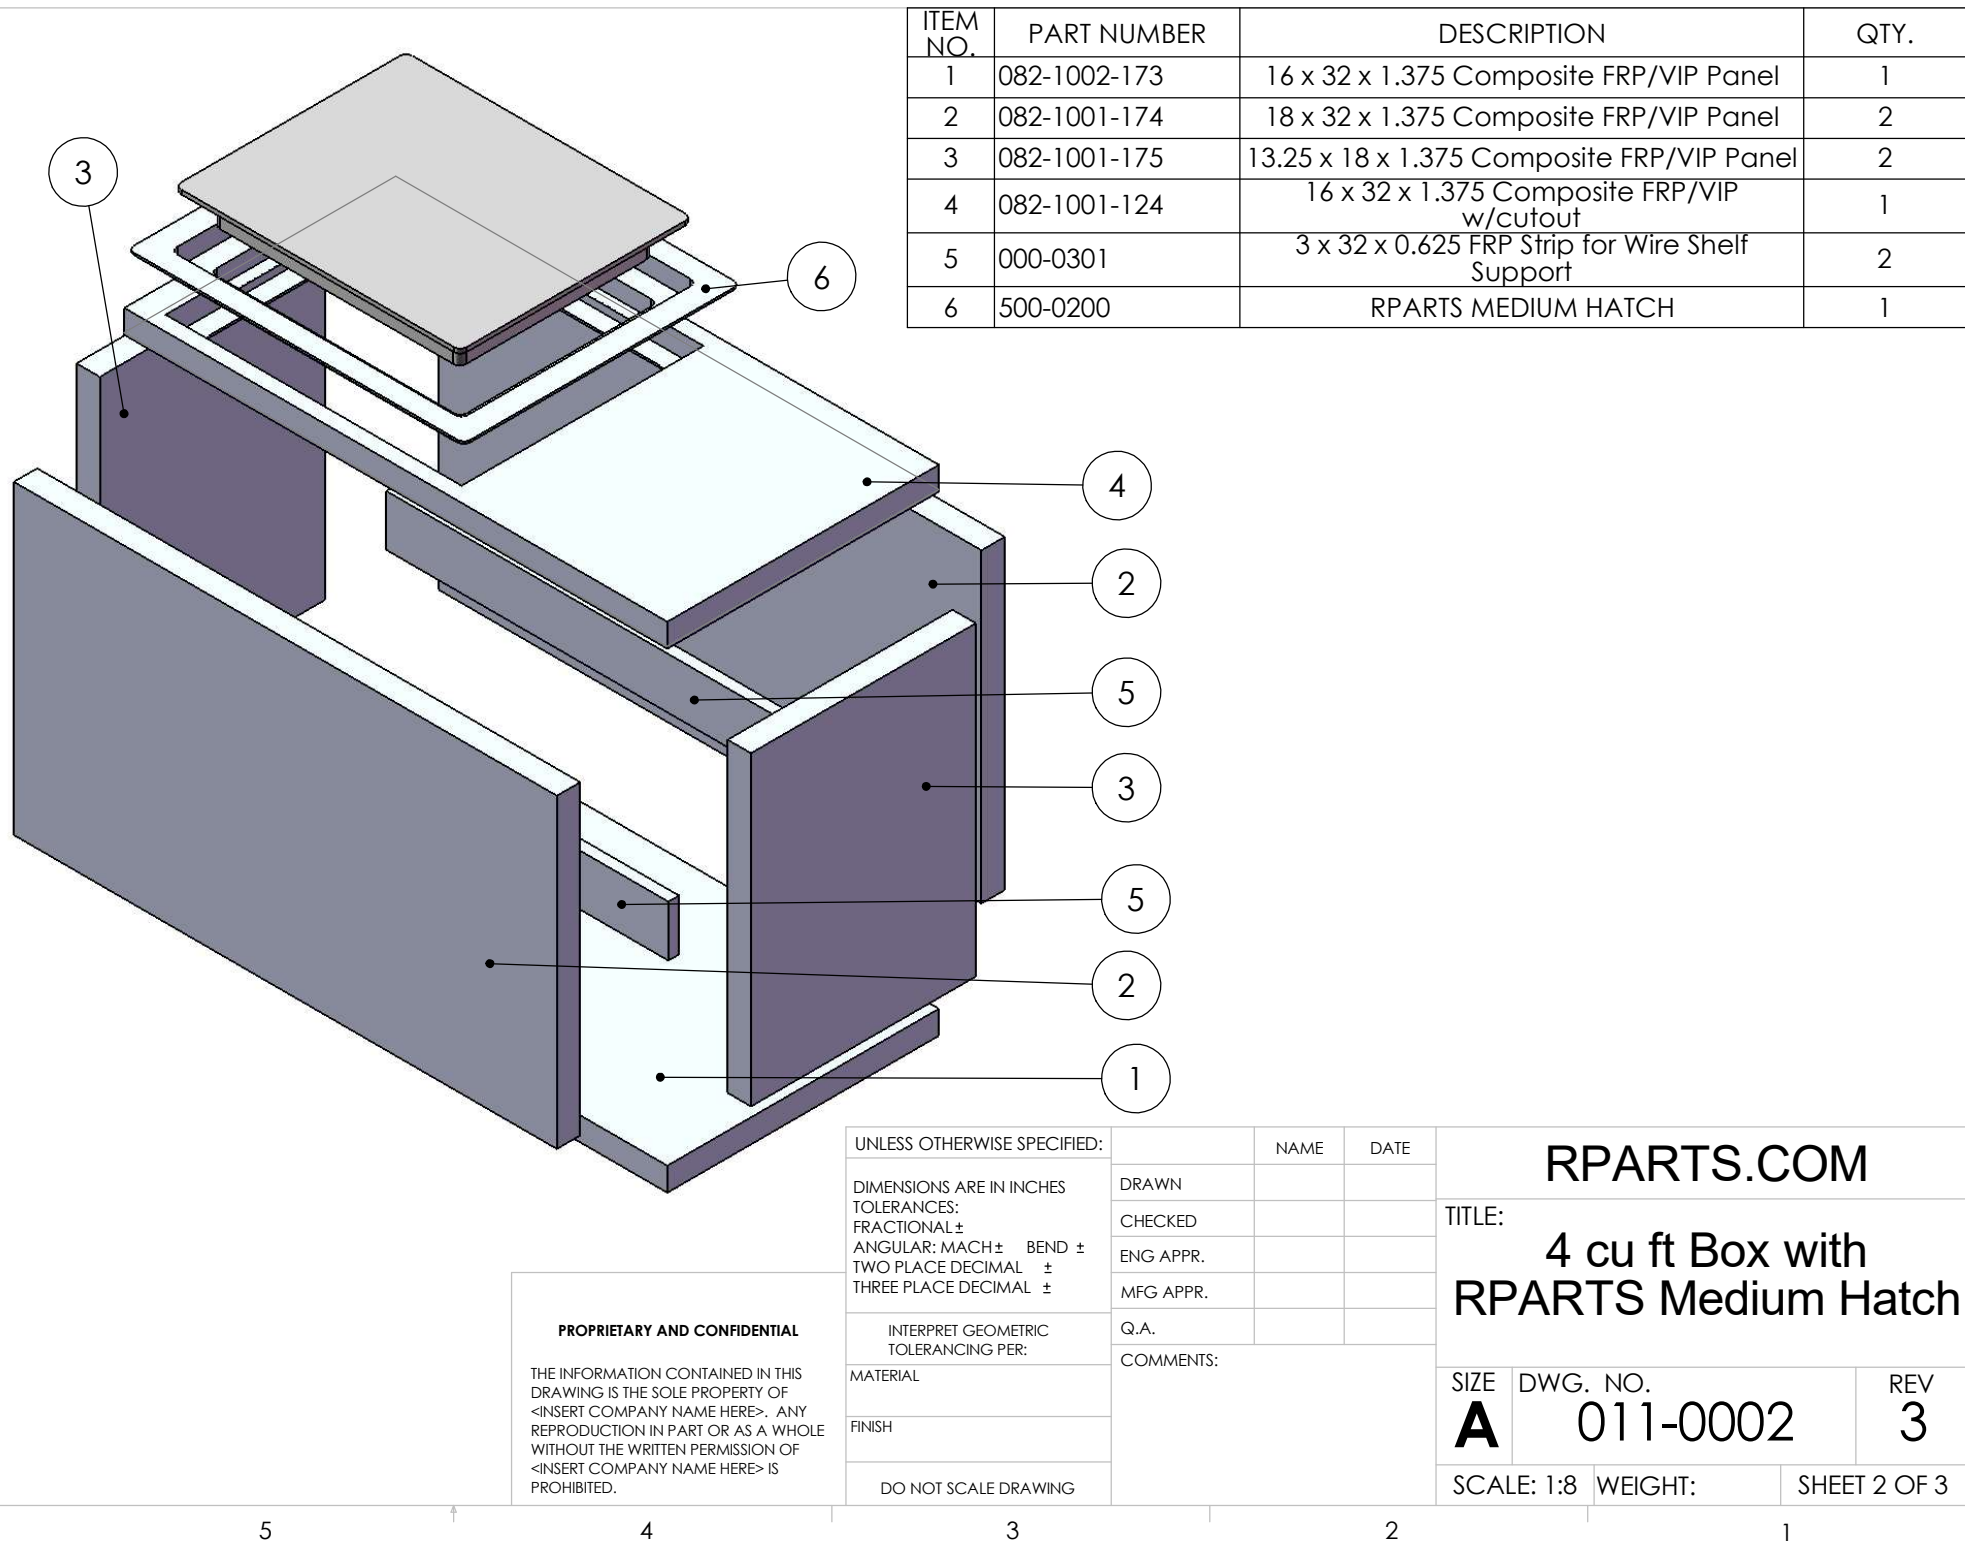 ITEM NO. PART NUMBER DESCRIPTION QTY.
1 082-1002-173 16 x 32 x 1.375 Composite FRP/VIP Panel 1
2 082-1001-174 18 x 32 x 1.375 Composite FRP/VIP Panel 2
3 082-1001-175 13.25 x 18 x 1.375 Composite FRP/VIP Panel 2
4 082-1001-124 16 x 32 x 1.375 Composite FRP/VIP w/cutout 1
5 000-0301 3 x 32 x 0.625 FRP Strip for Wire Shelf Support 2
6 500-0200 RPARTS MEDIUM HATCH 1
3
6
4
2
5
3
5
2
1
PROPRIETARY AND CONFIDENTIAL
THE INFORMATION CONTAINED IN THIS
DRAWING IS THE SOLE PROPERTY OF
<INSERT COMPANY NAME HERE>. ANY
REPRODUCTION IN PART OR AS A WHOLE
WITHOUT THE WRITTEN PERMISSION OF
<INSERT COMPANY NAME HERE> IS
PROHIBITED.
UNLESS OTHERWISE SPECIFIED:
DIMENSIONS ARE IN INCHES
TOLERANCES:
FRACTIONAL ±
ANGULAR: MACH ± BEND ±
TWO PLACE DECIMAL ±
THREE PLACE DECIMAL ±
INTERPRET GEOMETRIC
TOLERANCING PER:
MATERIAL
FINISH
DO NOT SCALE DRAWING
NAME DATE
DRAWN
CHECKED
ENG APPR.
MFG APPR.
Q.A.
COMMENTS:
RPARTS.COM
TITLE:
4 cu ft Box with
RPARTS Medium Hatch
SIZE DWG. NO. REV
A 011-0002 3
SCALE: 1:8 WEIGHT: SHEET 2 OF 3
5 4 3 2 1